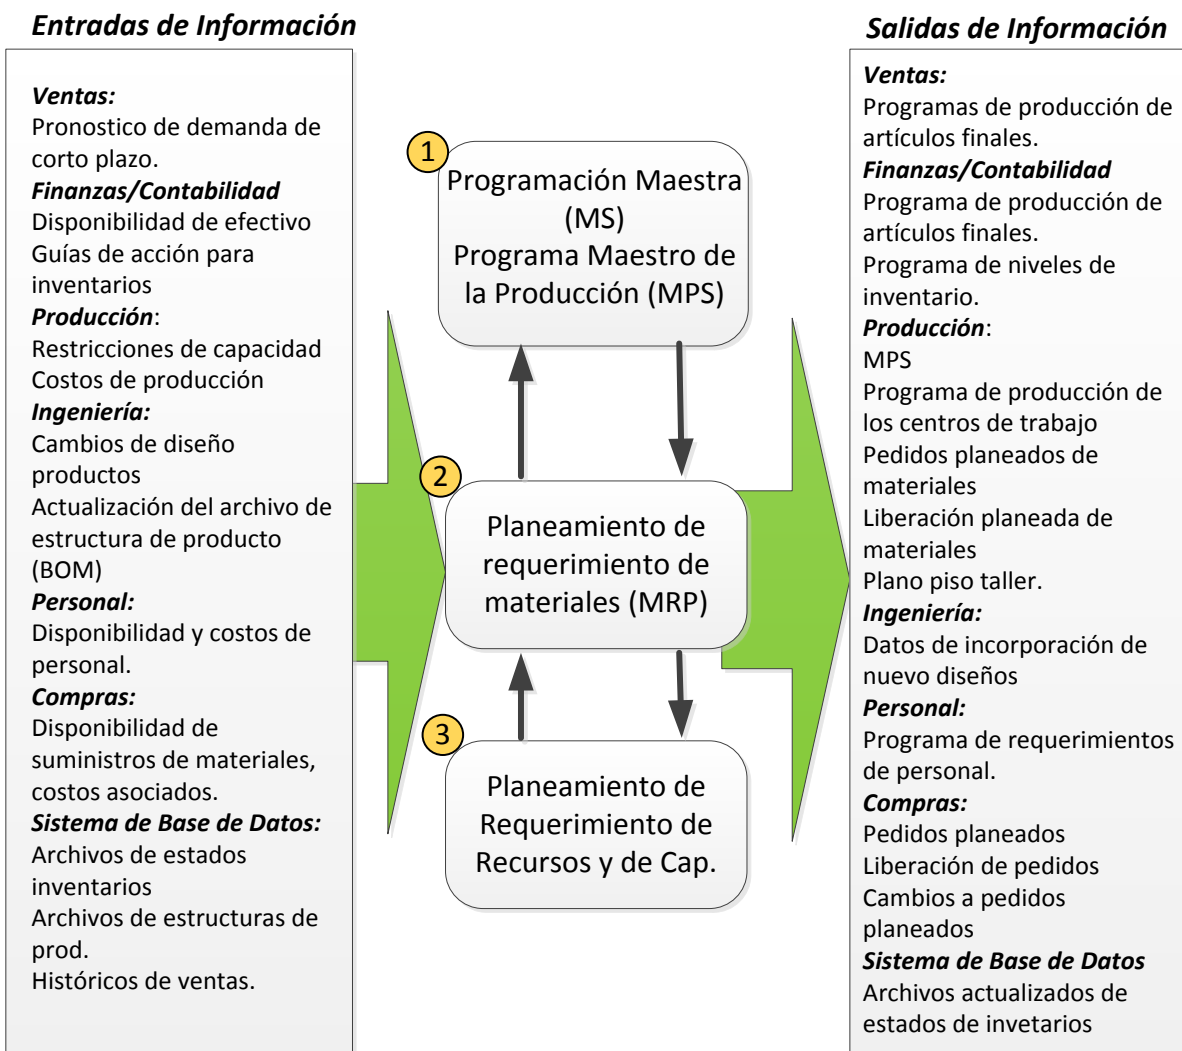 Entradas de Información
Ventas:
Pronostico de demanda de
corto plazo.
Finanzas/Contabilidad
Disponibilidad de efectivo
Guías de acción para
inventarios
Producción:
Restricciones de capacidad
Costos de producción
Ingeniería:
Cambios de diseño
productos
Actualización del archivo de
estructura de producto
(BOM)
Personal:
Disponibilidad y costos de
personal.
Compras:
Disponibilidad de
suministros de materiales,
costos asociados.
Sistema de Base de Datos:
Archivos de estados
inventarios
Archivos de estructuras de
prod.
Históricos de ventas.
1
Programación Maestra
(MS)
Programa Maestro de
la Producción (MPS)
2
Planeamiento de
requerimiento de
materiales (MRP)
3
Planeamiento de
Requerimiento de
Recursos y de Cap.
Salidas de Información
Ventas:
Programas de producción de
artículos finales.
Finanzas/Contabilidad
Programa de producción de
artículos finales.
Programa de niveles de
inventario.
Producción:
MPS
Programa de producción de
los centros de trabajo
Pedidos planeados de
materiales
Liberación planeada de
materiales
Plano piso taller.
Ingeniería:
Datos de incorporación de
nuevo diseños
Personal:
Programa de requerimientos
de personal.
Compras:
Pedidos planeados
Liberación de pedidos
Cambios a pedidos
planeados
Sistema de Base de Datos
Archivos actualizados de
estados de invetarios